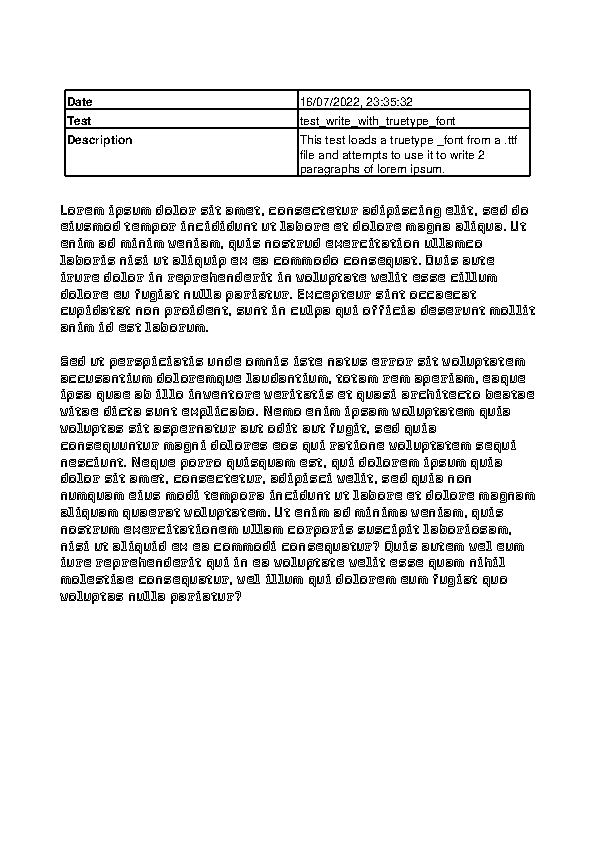 Date 16/07/2022, 23:35:32
Test test_write_with_truetype_font
Description This test loads a truetype _font from a .ttf
file and attempts to use it to write 2
paragraphs of lorem ipsum.
Lorem ipsum dolor sit amet, consectetur adipiscing elit, sed do
eiusmod tempor incididunt ut labore et dolore magna aliqua. Ut
enim ad minim veniam, quis nostrud exercitation ullamco
laboris nisi ut aliquip ex ea commodo consequat. Duis aute
irure dolor in reprehenderit in voluptate velit esse cillum
dolore eu fugiat nulla pariatur. Excepteur sint occaecat
cupidatat non proident, sunt in culpa qui officia deserunt mollit
anim id est laborum.
Sed ut perspiciatis unde omnis iste natus error sit voluptatem
accusantium doloremque laudantium, totam rem aperiam, eaque
ipsa quae ab illo inventore veritatis et quasi architecto beatae
vitae dicta sunt explicabo. Nemo enim ipsam voluptatem quia
voluptas sit aspernatur aut odit aut fugit, sed quia
consequuntur magni dolores eos qui ratione voluptatem sequi
nesciunt. Neque porro quisquam est, qui dolorem ipsum quia
dolor sit amet, consectetur, adipisci velit, sed quia non
numquam eius modi tempora incidunt ut labore et dolore magnam
aliquam quaerat voluptatem. Ut enim ad minima veniam, quis
nostrum exercitationem ullam corporis suscipit laboriosam,
nisi ut aliquid ex ea commodi consequatur? Quis autem vel eum
iure reprehenderit qui in ea voluptate velit esse quam nihil
molestiae consequatur, vel illum qui dolorem eum fugiat quo
voluptas nulla pariatur?